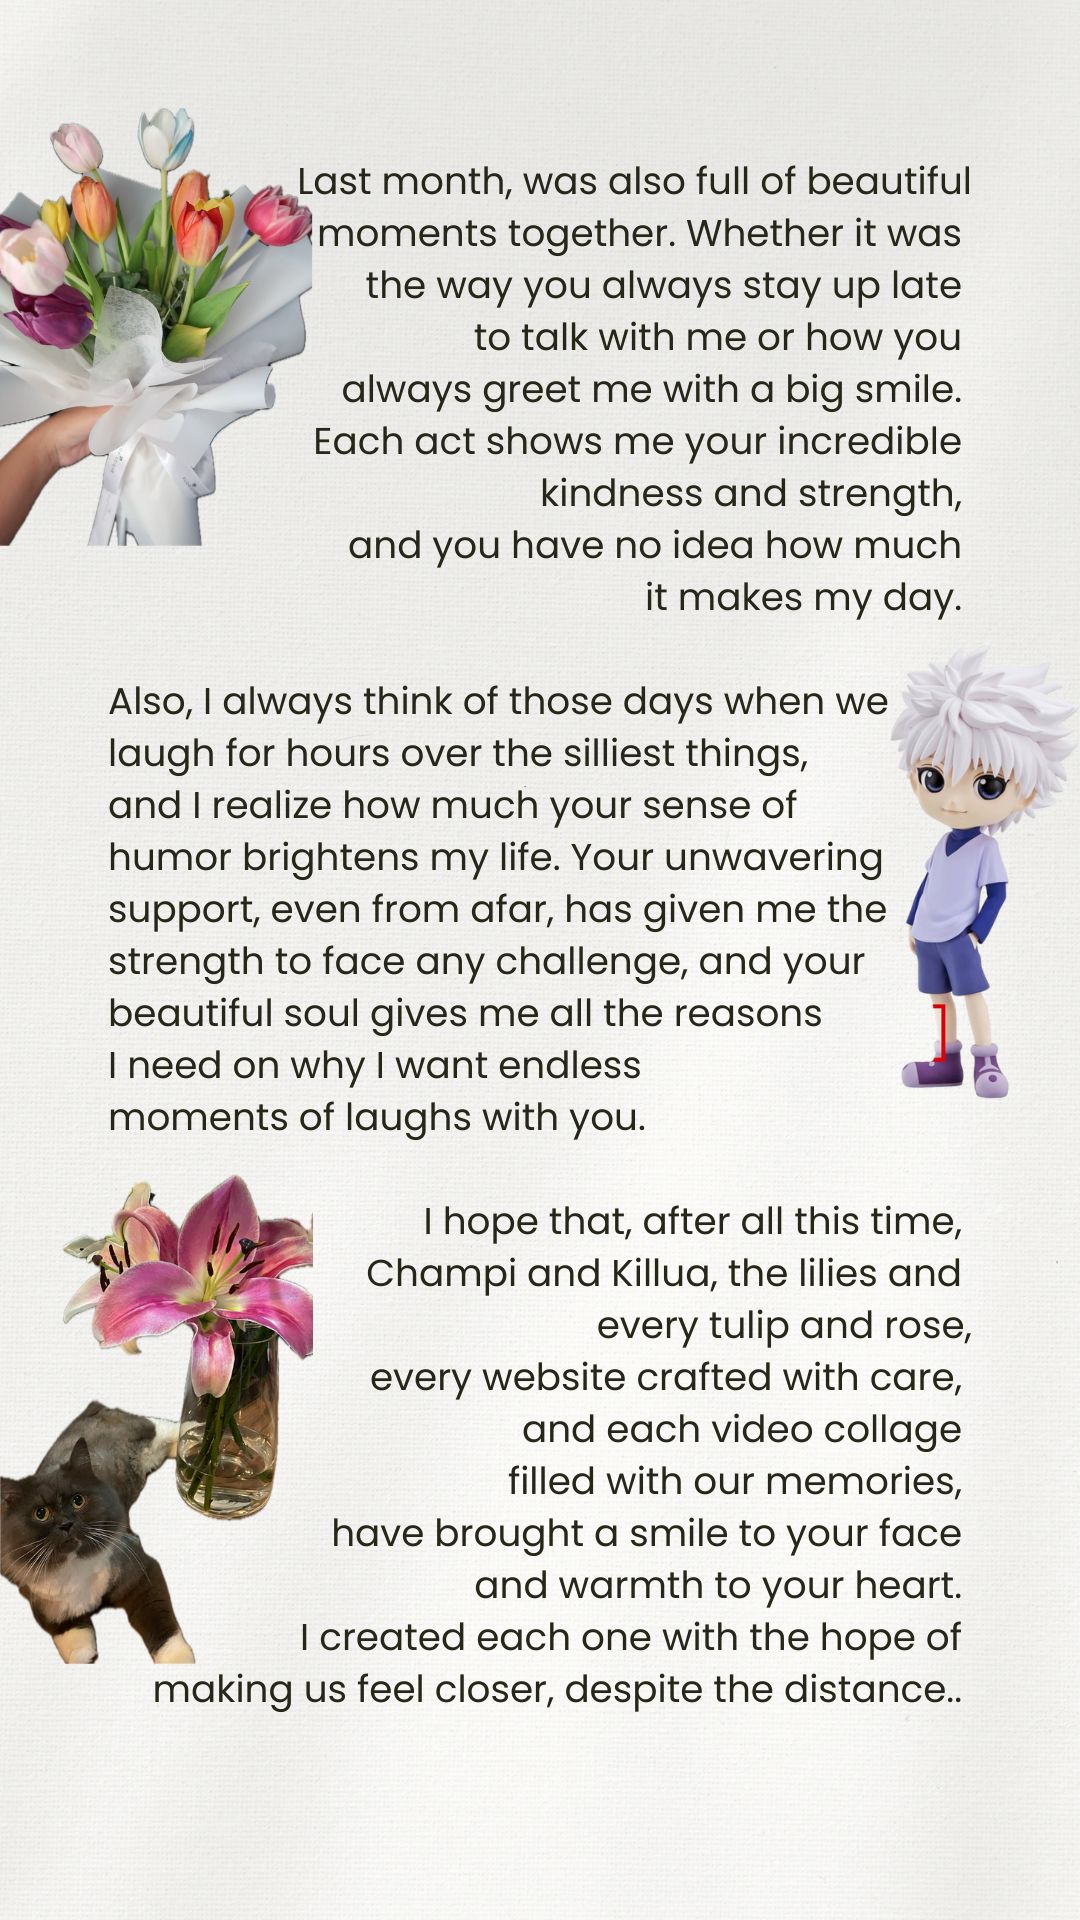 Last month, was also full of beautiful
moments together. Whether it was
the way you always stay up late
to talk with me or how you
always greet me with a big smile.
Each act shows me your incredible
kindness and strength,
and you have no idea how much
it makes my day.
Also, I always think of those days when we
laugh for hours over the silliest things,
and I realize how much your sense of
humor brightens my life. Your unwavering
support, even from afar, has given me the
strength to face any challenge, and your
beautiful soul gives me all the reasons
I need on why I want endless
moments of laughs with you.
I hope that, after all this time,
Champi and Killua, the lilies and
every tulip and rose,
every website crafted with care,
and each video collage
filled with our memories,
have brought a smile to your face
and warmth to your heart.
I created each one with the hope of
making us feel closer, despite the distance..